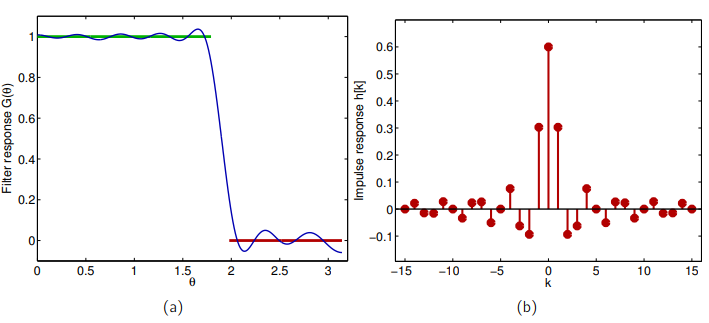 Filter response G(θ)
1
0.8
0.6
0.4
0.2
0
0 0.5 1 1.5 2 2.5 3
θ
(a)
Impulse response h[k]
0.6
0.5
0.4
0.3
0.2
0.1
0
−0.1
−15 −10 −5 0 5 10 15
k
(b)